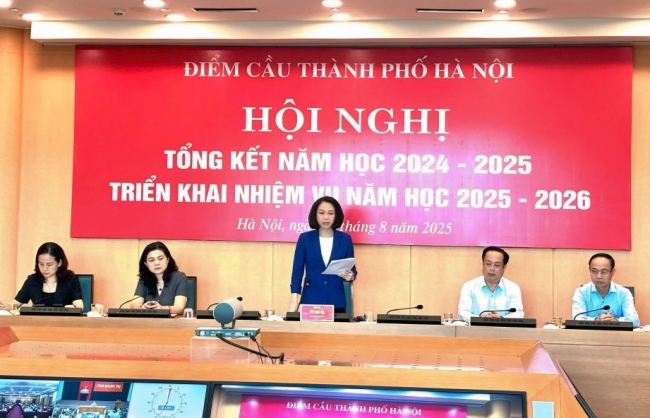 ĐIỂM CẦU THÀNH PHỐ HÀ NỘI
HỘI NGHỊ
TỔNG KẾT NĂM HỌC 2024 - 2025
TRIỂN KHAI NHIỆM VỤ NĂM HỌC 2025 - 2026
Hà Nội, tháng 8 năm 2025
ĐIỂM CẦU THÀNH PHỐ HÀ NỘI